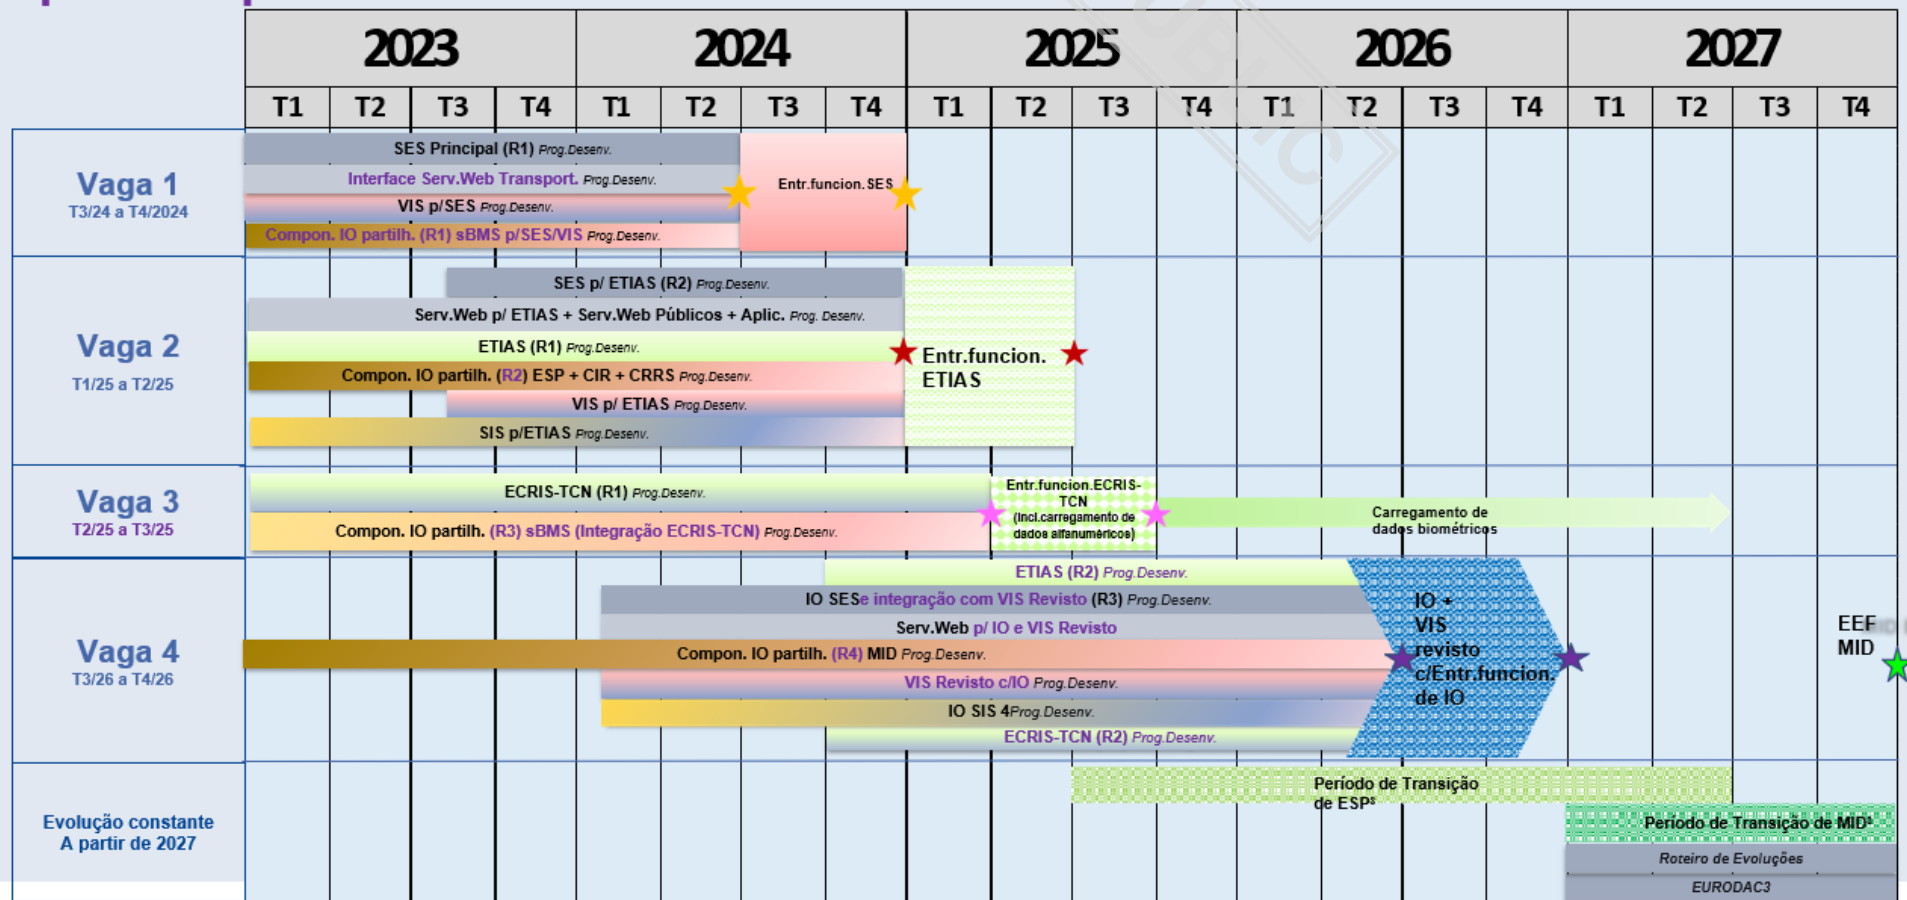 2023 2024 2025 2026 2027
T1 T2 T3 T4 T1 T2 T3 T4 T1 T2 T3 T4 T1 T2 T3 T4 T1 T2 T3 T4
PUBLIC
Vaga 1
T3/24 a T4/2024
SES Principal (R1) Prog.Desenv.
Interface Serv.Web Transport. Prog.Desenv.
VIS p/SES Prog.Desenv.
Compon. IO partilh. (R1) sBMS p/SES/VIS Prog.Desenv.
Entr.funcion.SES
Vaga 2
T1/25 a T2/25
SES p/ ETIAS (R2) Prog.Desenv.
Serv.Web p/ ETIAS + Serv.Web Públicos + Aplic. Prog. Desenv.
ETIAS (R1) Prog.Desenv.
Compon. IO partilh. (R2) ESP + CIR + CRRS Prog.Desenv.
VIS p/ ETIAS Prog.Desenv.
SIS p/ETIAS Prog.Desenv.
Entr.funcion.
ETIAS
Vaga 3
T2/25 a T3/25
ECRIS-TCN (R1) Prog.Desenv.
Compon. IO partilh. (R3) sBMS (Integração ECRIS-TCN) Prog.Desenv.
Entr.funcion.ECRIS-
TCN
(Incl.carregamento de
dados alfanuméricos)
Carregamento de
dados biométricos
Vaga 4
T3/26 a T4/26
ETIAS (R2) Prog.Desenv.
IO SESe integração com VIS Revisto (R3) Prog.Desenv.
Serv.Web p/ IO e VIS Revisto
Compon. IO partilh. (R4) MID Prog.Desenv.
VIS Revisto c/IO Prog.Desenv.
IO SIS 4Prog.Desenv.
ECRIS-TCN (R2) Prog.Desenv.
IO +
VIS
revisto
c/Entr.funcion.
de IO
EEF
MID
Evolução constante
A partir de 2027
Período de Transição
de ESP
Período de Transição de MID
Roteiro de Evoluções
EURODAC3